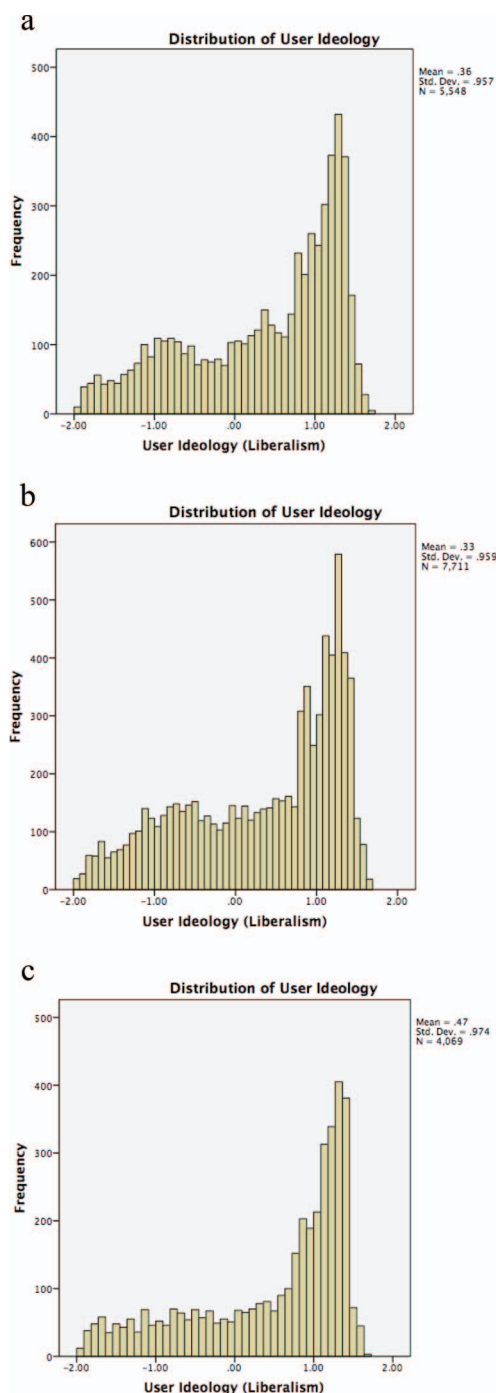 a
Distribution of User Ideology
Mean = .36
Std. Dev. = .957
N = 5,548
500
400
300
200
100
0
Frequency
-2.00 -1.00 .00 1.00 2.00
User Ideology (Liberalism)
b
Distribution of User Ideology
Mean = .33
Std. Dev. = .959
N = 7,711
600
500
400
300
200
100
0
Frequency
-2.00 -1.00 .00 1.00 2.00
User Ideology (Liberalism)
c
Distribution of User Ideology
Mean = .47
Std. Dev. = .974
N = 4,069
500
400
300
200
100
0
Frequency
-2.00 -1.00 .00 1.00 2.00
User Ideology (Liberalism)